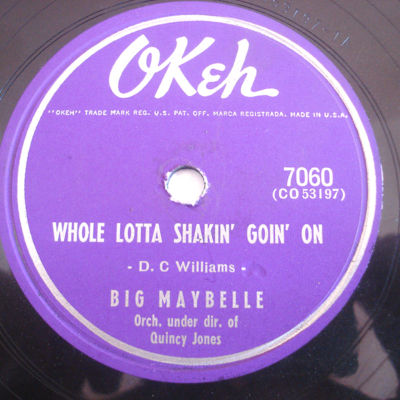 OKeh
"OKEH" TRADE MARK REG. U.S. PAT. OFF. MARCA REGISTRADA. MADE IN U.S.A.
7060
(CO 53197)
WHOLE LOTTA SHAKIN' GOIN' ON
- D. C Williams -
BIG MAYBELLE
Orch. under dir. of
Quincy Jones